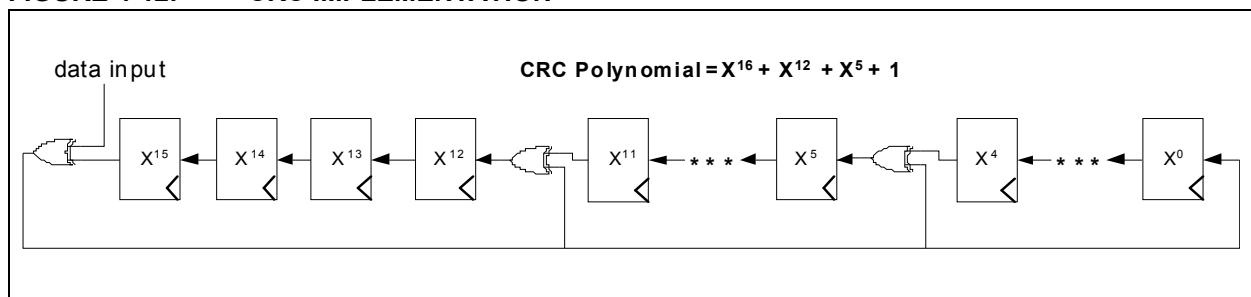 data input
CRC Polynomial = X¹⁶ + X¹² + X⁵ + 1
X¹⁵ X¹⁴ X¹³ X¹² X¹¹ * * * X⁵ X⁴ * * * X⁰